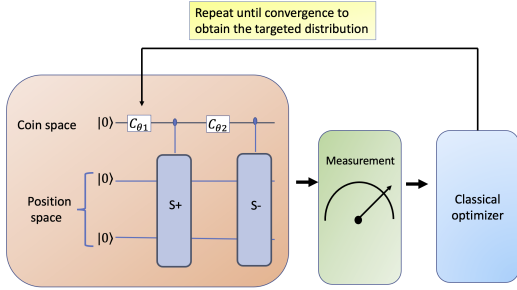 Repeat until convergence to
obtain the targeted distribution
Coin space |0⟩ C_θ1 C_θ2
Position
space
|0⟩
|0⟩
S+
S-
Measurement
Classical
optimizer